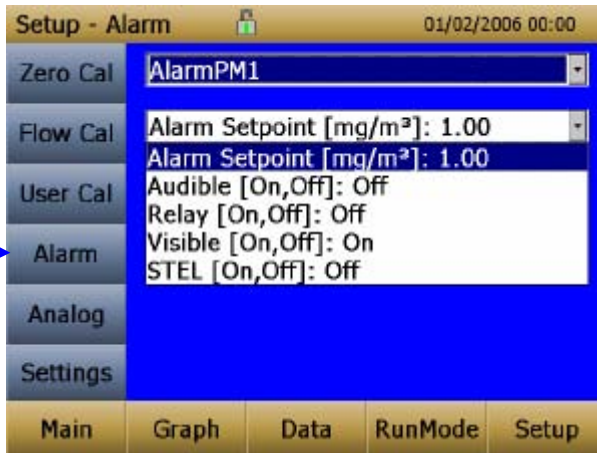 Setup - Alarm 01/02/2006 00:00
Zero Cal
AlarmPM1
Flow Cal
Alarm Setpoint [mg/m³]: 1.00
Alarm Setpoint [mg/m³]: 1.00
User Cal
Audible [On,Off]: Off
Relay [On,Off]: Off
Alarm
Visible [On,Off]: On
STEL [On,Off]: Off
Analog
Settings
Main Graph Data RunMode Setup